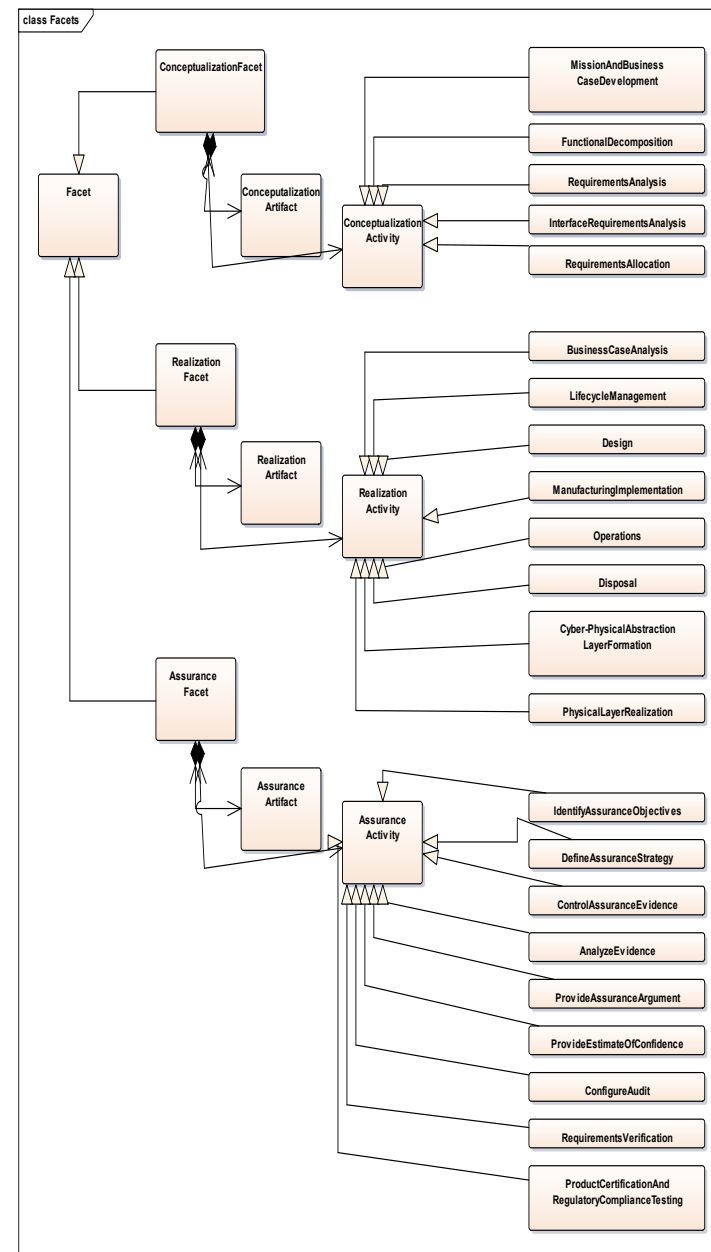 class Facets
ConceptualizationFacet
MissionAndBusiness
CaseDevelopment
FunctionalDecomposition
Facet
Conceputalization
Artifact
RequirementsAnalysis
Conceptualization
Activity
InterfaceRequirementsAnalysis
RequirementsAllocation
Realization
Facet
BusinessCaseAnalysis
LifecycleManagement
Design
Realization
Artifact
Realization
Activity
ManufacturingImplementation
Operations
Disposal
Cyber-PhysicalAbstraction
LayerFormation
Assurance
Facet
PhysicalLayerRealization
Assurance
Artifact
Assurance
Activity
IdentifyAssuranceObjectives
DefineAssuranceStrategy
ControlAssuranceEvidence
AnalyzeEvidence
ProvideAssuranceArgument
ProvideEstimateOfConfidence
ConfigureAudit
RequirementsVerification
ProductCertificationAnd
RegulatoryComplianceTesting